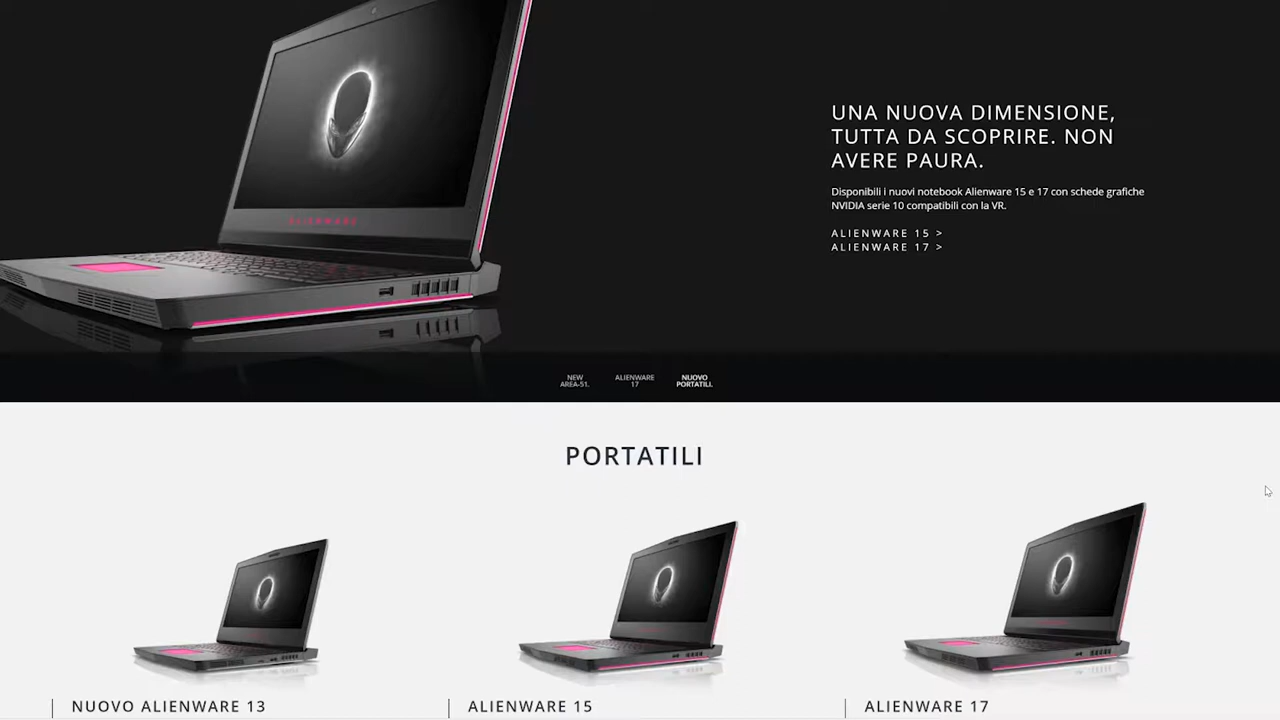 ALIENWARE
UNA NUOVA DIMENSIONE,
TUTTA DA SCOPRIRE. NON
AVERE PAURA.
Disponibili i nuovi notebook Alienware 15 e 17 con schede grafiche
NVIDIA serie 10 compatibili con la VR.
ALIENWARE 15 >
ALIENWARE 17 >
NEW
AREA-51.
ALIENWARE
17
NUOVO
PORTATILI.
PORTATILI
NUOVO ALIENWARE 13
ALIENWARE 15
ALIENWARE 17